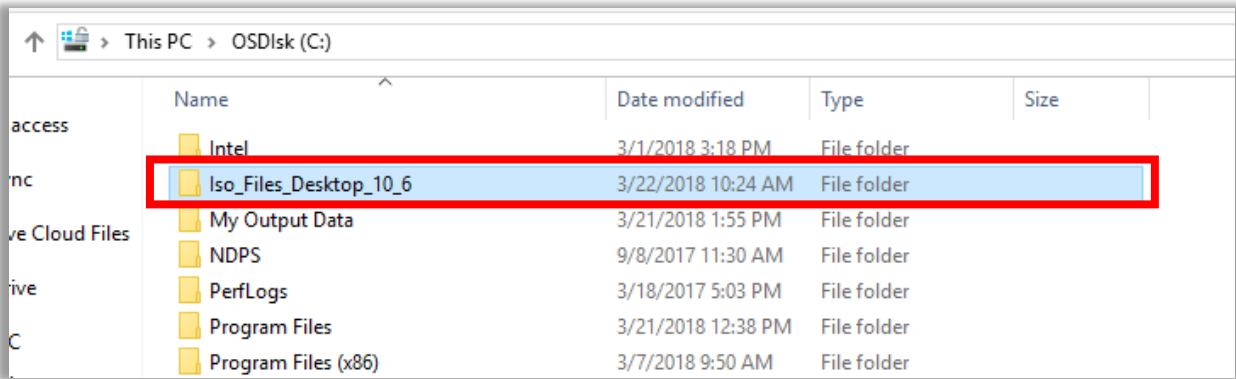 This PC > OSDIsk (C:)
Name Date modified Type Size
access
Intel 3/1/2018 3:18 PM File folder
nc Iso_Files_Desktop_10_6 3/22/2018 10:24 AM File folder
My Output Data 3/21/2018 1:55 PM File folder
ve Cloud Files
NDPS 9/8/2017 11:30 AM File folder
ive PerfLogs 3/18/2017 5:03 PM File folder
Program Files 3/21/2018 12:38 PM File folder
C
Program Files (x86) 3/7/2018 9:50 AM File folder